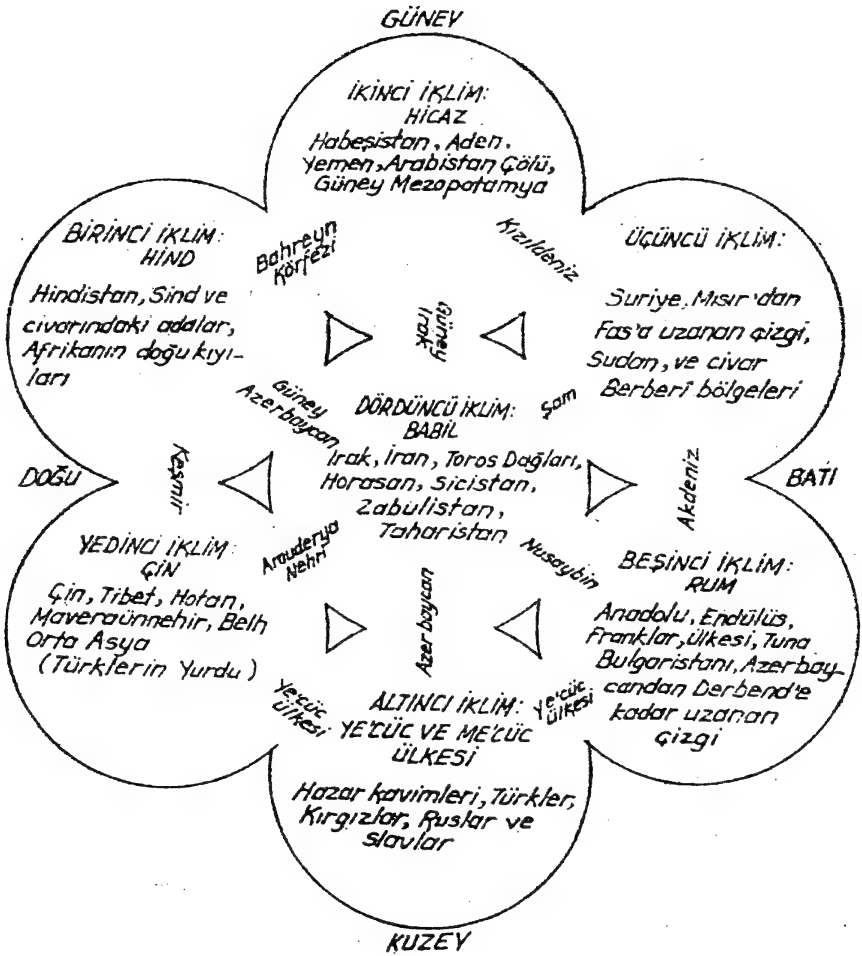 GÜNEY
İKİNCİ İKLİM:
HİCAZ
Habeşistan, Aden,
Yemen, Arabistan Çölü,
Güney Mezopotamya
BİRİNCİ İKLİM:
HİND
Hindistan, Sind ve
civarındaki adalar,
Afrikanın doğu kıyı-
ları
Bahreyn
Körfezi
Kızıldeniz
ÜÇÜNCÜ İKLİM:
Suriye, Mısır'dan
Fas'a uzanan çizgi,
Sudan, ve civar
Berberî bölgeleri
Güney
Irak
Güney
Azerbaycan
DÖRDÜNCÜ İKLİM:
BABİL
Irak, İran, Toros Dağları,
Horasan, Sicistan,
Zabulistan,
Taharistan
Şam
DOĞU
Keşmir
Akdeniz
BATI
YEDİNCİ İKLİM:
ÇİN
Çin, Tibet, Hotan,
Maveraünnehir, Belh
Orta Asya
(Türklerin Yurdu)
Amuderya
Nehri
Nusaybin
Azerbaycan
BEŞİNCİ İKLİM:
RUM
Anadolu, Endülüs,
Franklar, ülkesi, Tuna
Bulgaristanı, Azerbay-
candan Derbend'e
kadar uzanan
çizgi
Ye'cüc
ülkesi
Ye'cüc
ülkesi
ALTINCI İKLİM:
YE'CÜC VE ME'CÜC
ÜLKESİ
Hazar kavimleri, Türkler,
Kırgızlar, Ruslar ve
slavlar
KUZEY